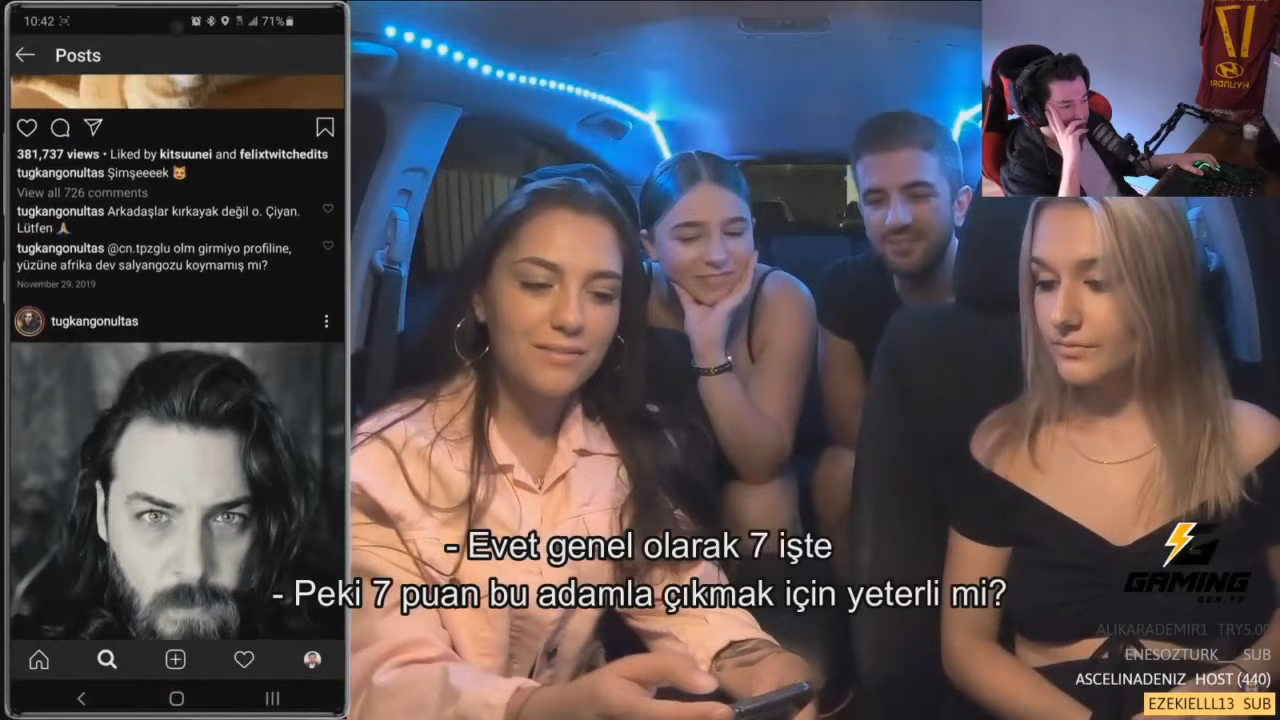 10:42
71%
Posts
381,737 views • Liked by kitsuunei and felixtwitchedits
tugkangonultas Şimşeeeek 😼
View all 726 comments
tugkangonultas Arkadaşlar kırkayak değil o. Çiyan.
Lütfen 🙏
tugkangonultas @cn.tpzglu olm girmiyo profiline,
yüzüne afrika dev salyangozu koymamış mı?
November 29, 2019
tugkangonultas
- Evet genel olarak 7 işte
- Peki 7 puan bu adamla çıkmak için yeterli mi?
GAMING
ALIKARADEMIR1 TRY5.00
ENESOZTURK SUB
ASCELINADENIZ HOST (440)
EZEKIELLL13 SUB